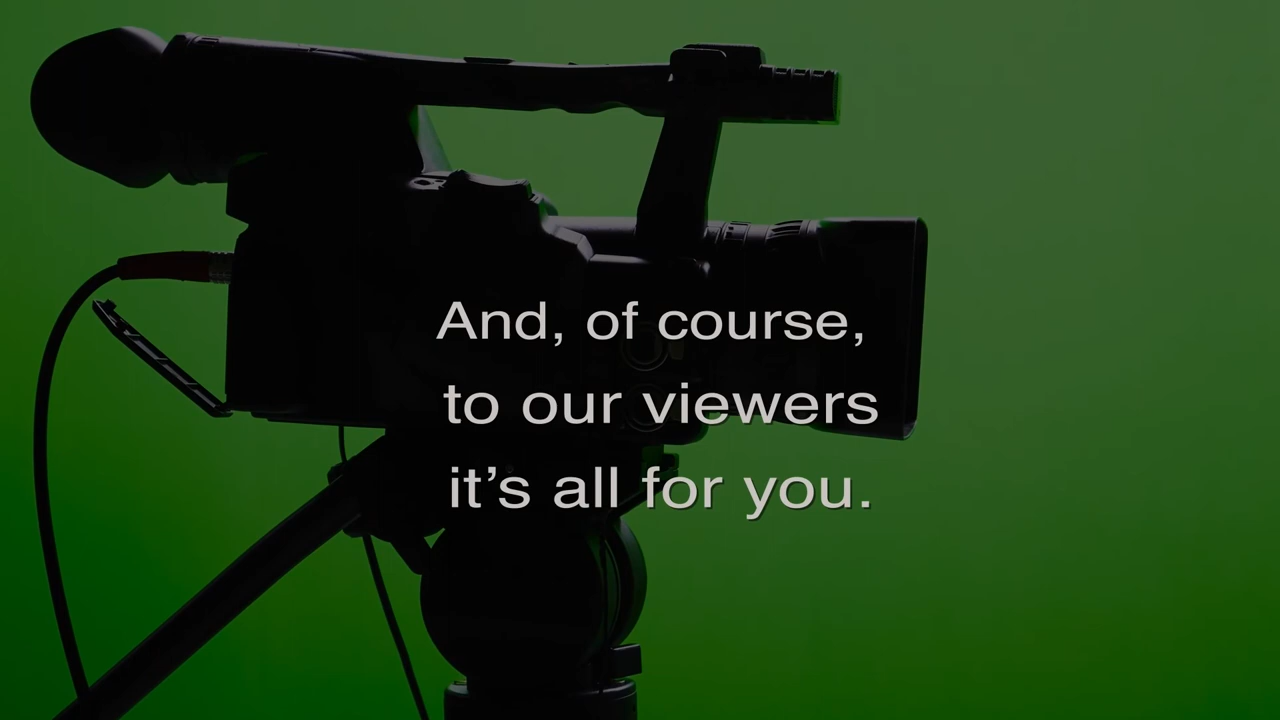 And, of course,
to our viewers
it’s all for you.